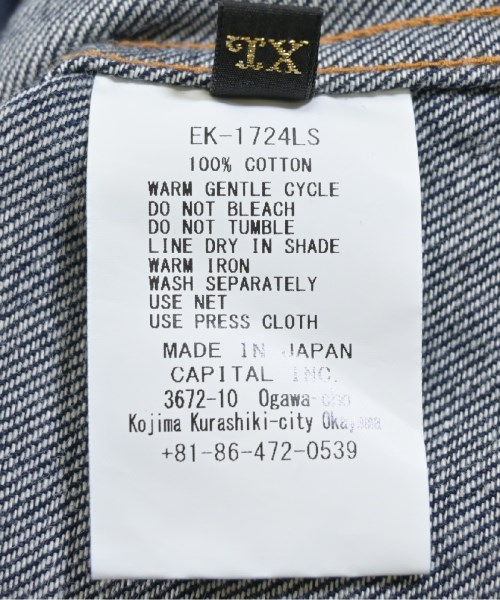 XL
EK-1724LS
100% COTTON
WARM GENTLE CYCLE
DO NOT BLEACH
DO NOT TUMBLE
LINE DRY IN SHADE
WARM IRON
WASH SEPARATELY
USE NET
USE PRESS CLOTH
MADE IN JAPAN
CAPITAL INC.
3672-10 Ogawa-cho
Kojima Kurashiki-city Okayama
+81-86-472-0539